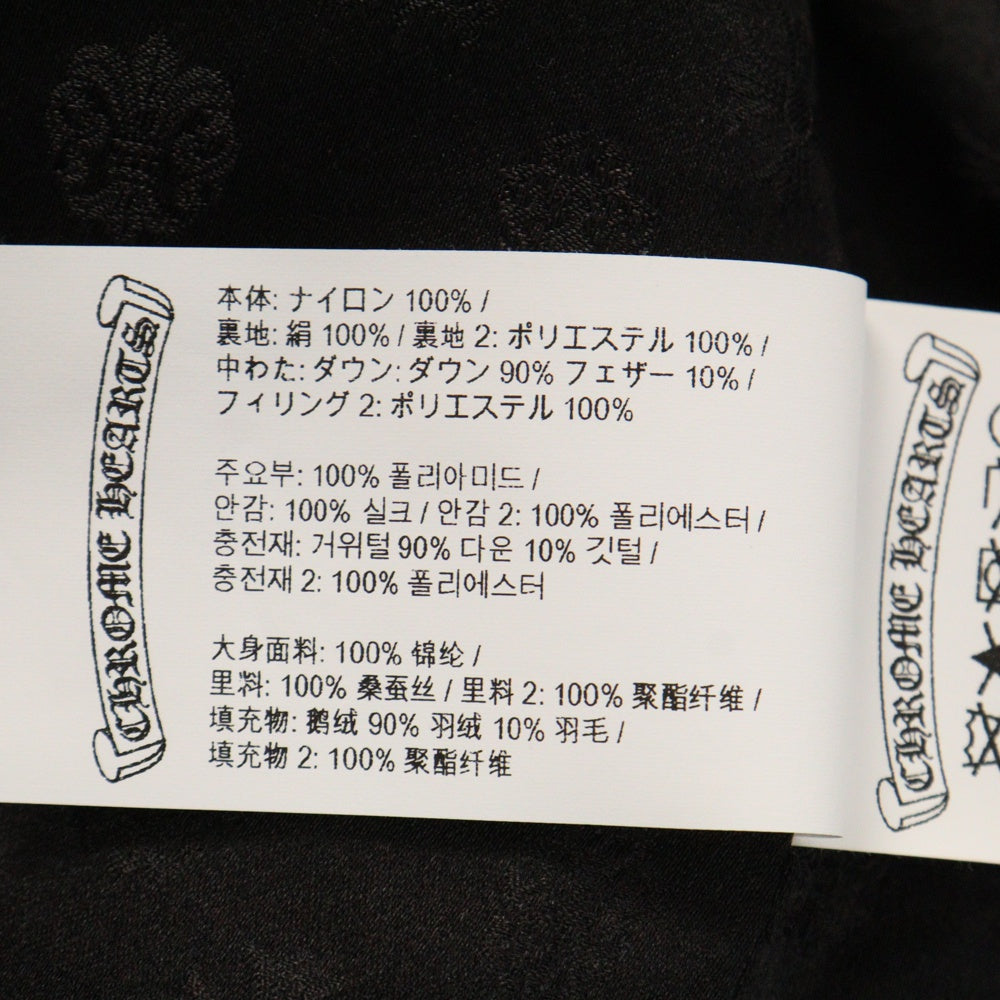 CHROME HEARTS
本体: ナイロン 100% /
裏地: 絹 100% / 裏地 2: ポリエステル 100% /
中わた: ダウン: ダウン 90% フェザー 10% /
フィリング 2: ポリエステル 100%
주요부: 100% 폴리아미드 /
안감: 100% 실크 / 안감 2: 100% 폴리에스터 /
충전재: 거위털 90% 다운 10% 깃털 /
충전재 2: 100% 폴리에스터
大身面料: 100% 锦纶 /
里料: 100% 桑蚕丝 / 里料 2: 100% 聚酯纤维 /
填充物: 鹅绒 90% 羽绒 10% 羽毛 /
填充物 2: 100% 聚酯纤维
CHROME HEARTS